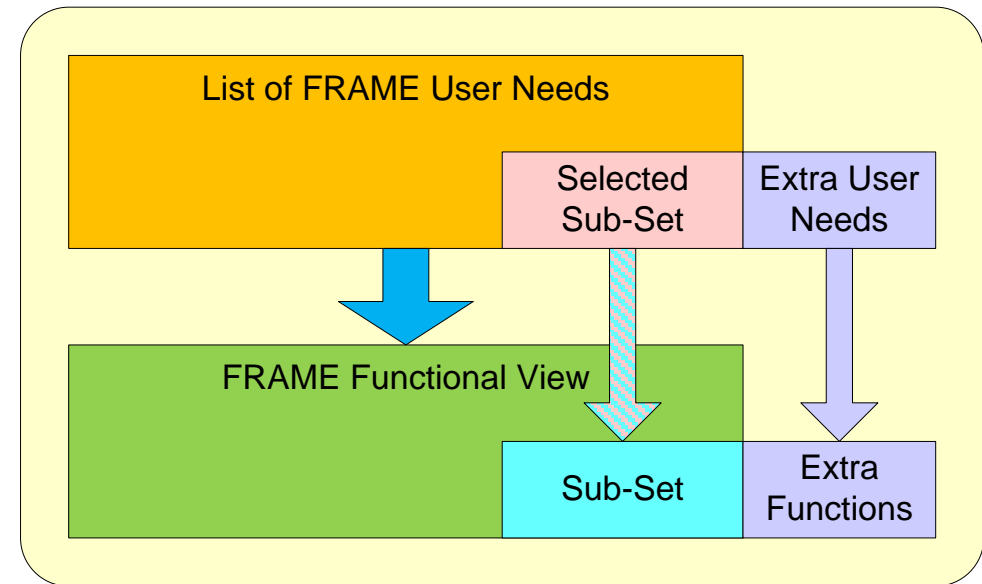 List of FRAME User Needs
Selected
Sub-Set
Extra User
Needs
FRAME Functional View
Sub-Set
Extra
Functions